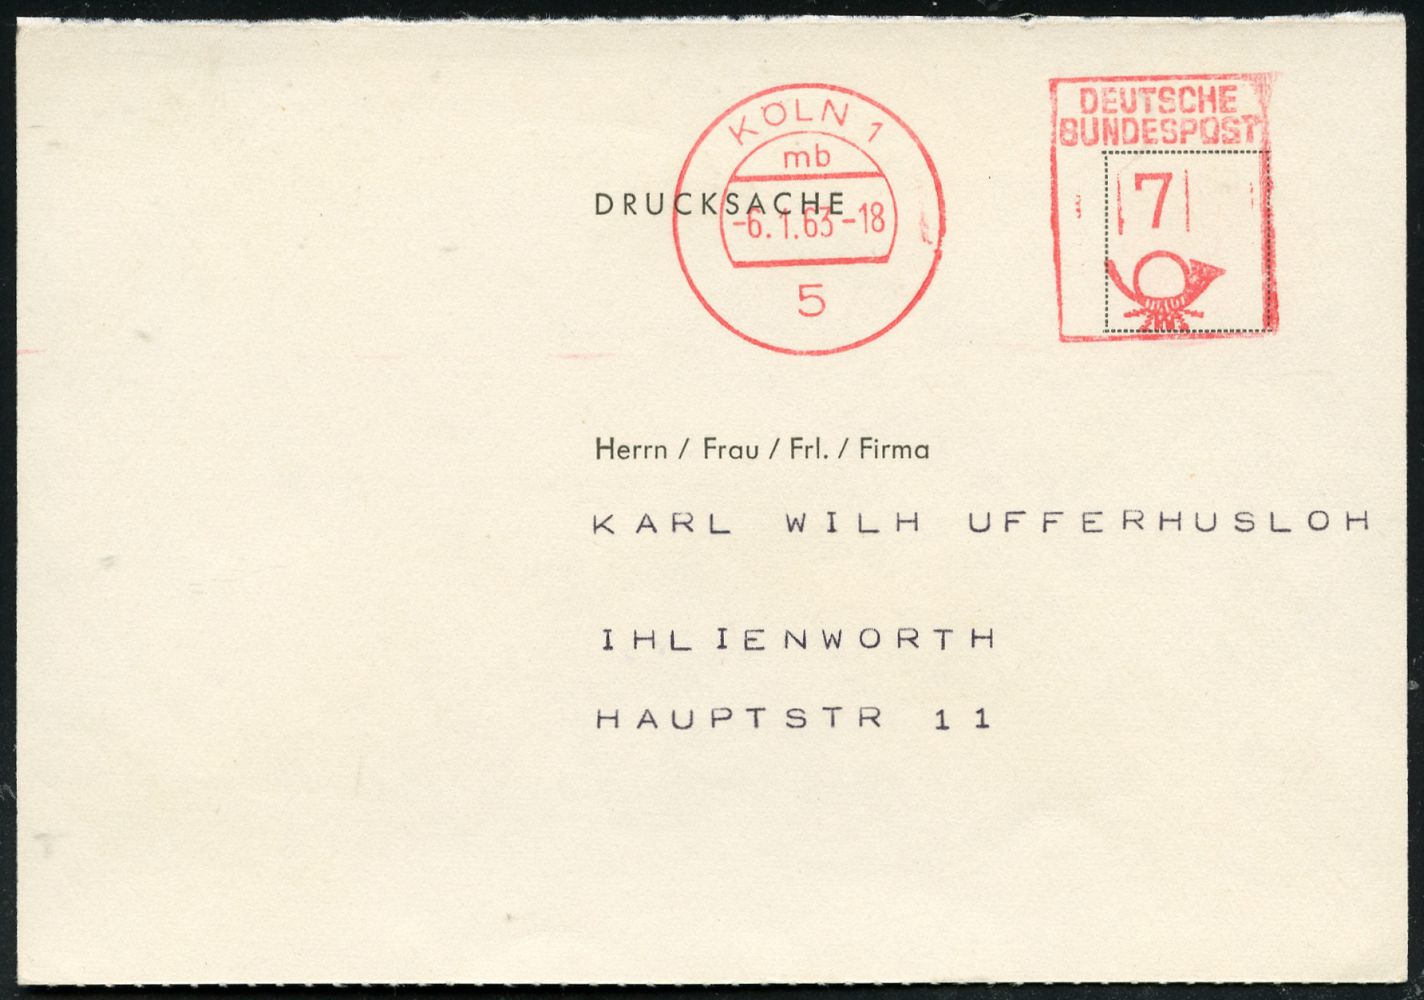 KÖLN 1
mb
-6.1.63-18
5
DEUTSCHE
BUNDESPOST
7
DRUCKSACHE
Herrn / Frau / Frl. / Firma
KARL WILH UFFERHUSLOH
IHLIENWORTH
HAUPTSTR 11